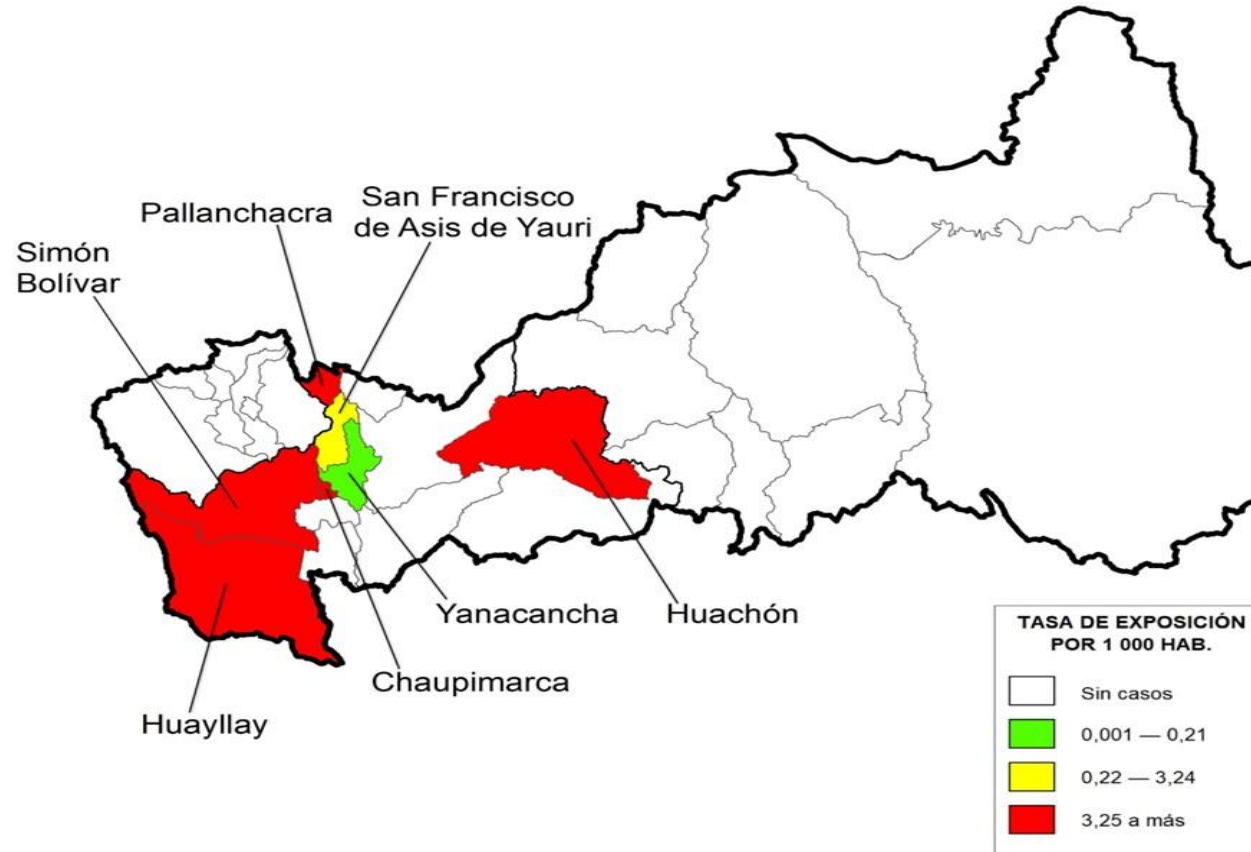 San Francisco
de Asis de Yauri
Pallanchacra
Simón
Bolívar
Yanacancha
Huachón
Chaupimarca
Huayllay
TASA DE EXPOSICIÓN
POR 1 000 HAB.
Sin casos
0,001 — 0,21
0,22 — 3,24
3,25 a más